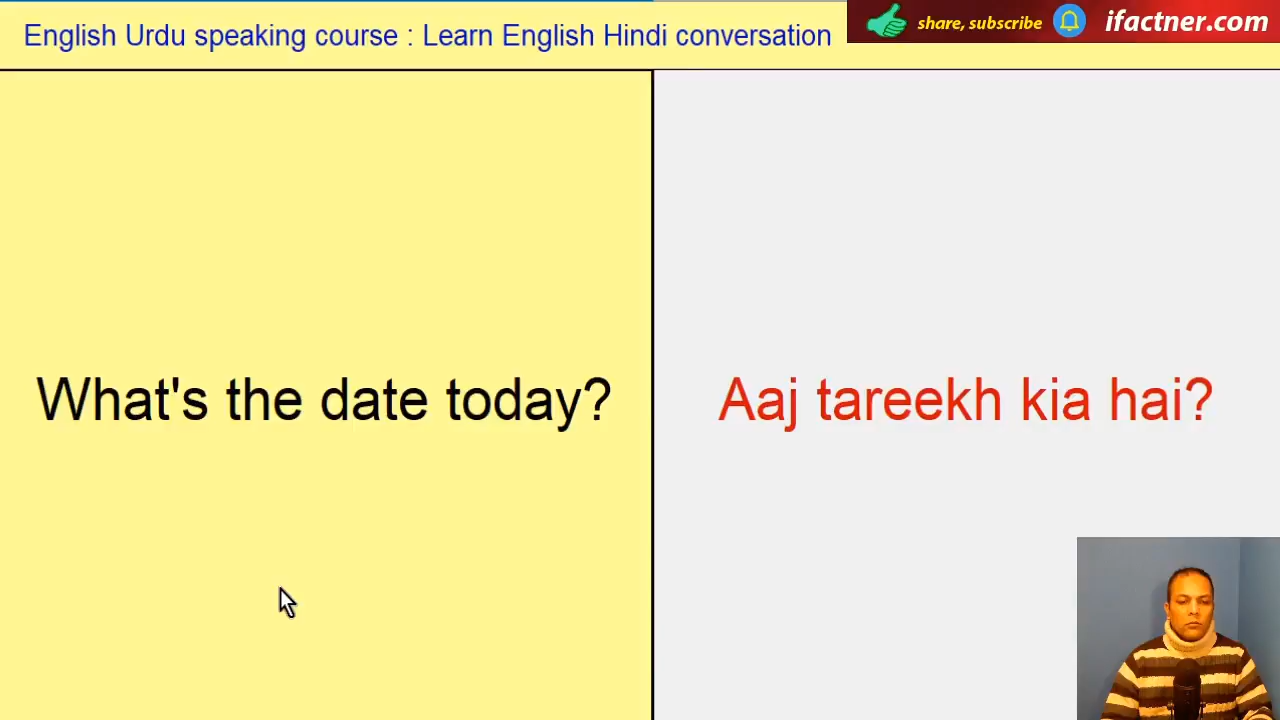 English Urdu speaking course : Learn English Hindi conversation
share, subscribe
ifactner.com
What's the date today?
Aaj tareekh kia hai?